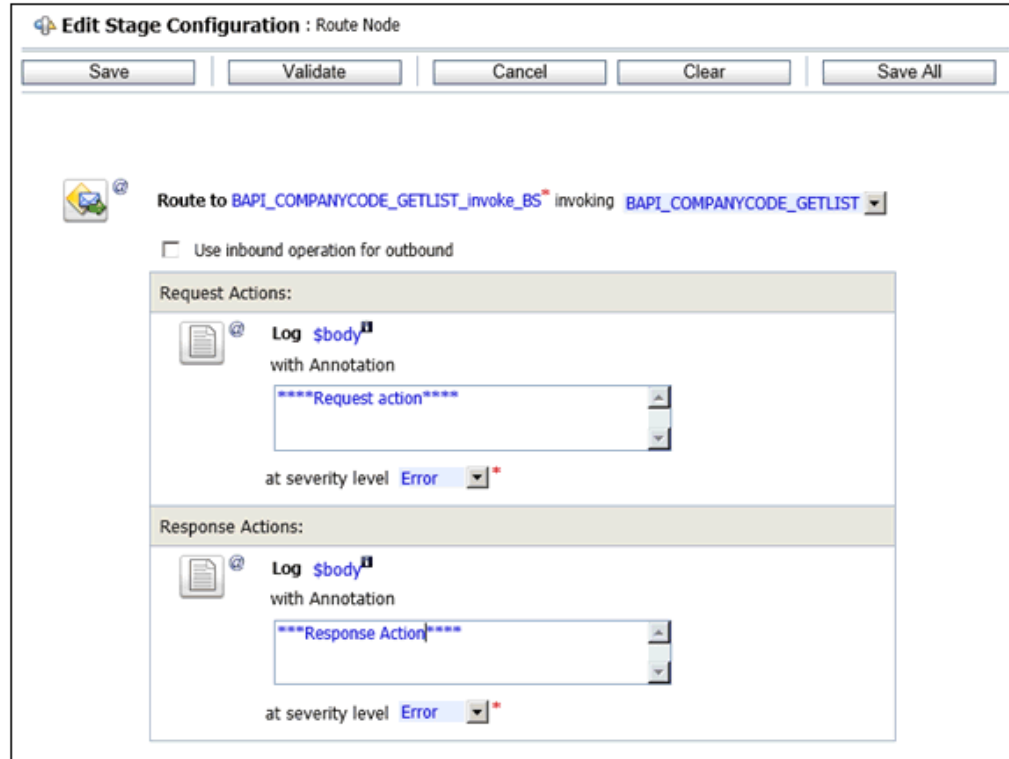 Edit Stage Configuration : Route Node
Save Validate Cancel Clear Save All
@ Route to BAPI_COMPANYCODE_GETLIST_invoke_BS* invoking BAPI_COMPANYCODE_GETLIST
Use inbound operation for outbound
Request Actions:
@ Log $body
with Annotation
****Request action****
at severity level Error *
Response Actions:
@ Log $body
with Annotation
***Response Action****
at severity level Error *